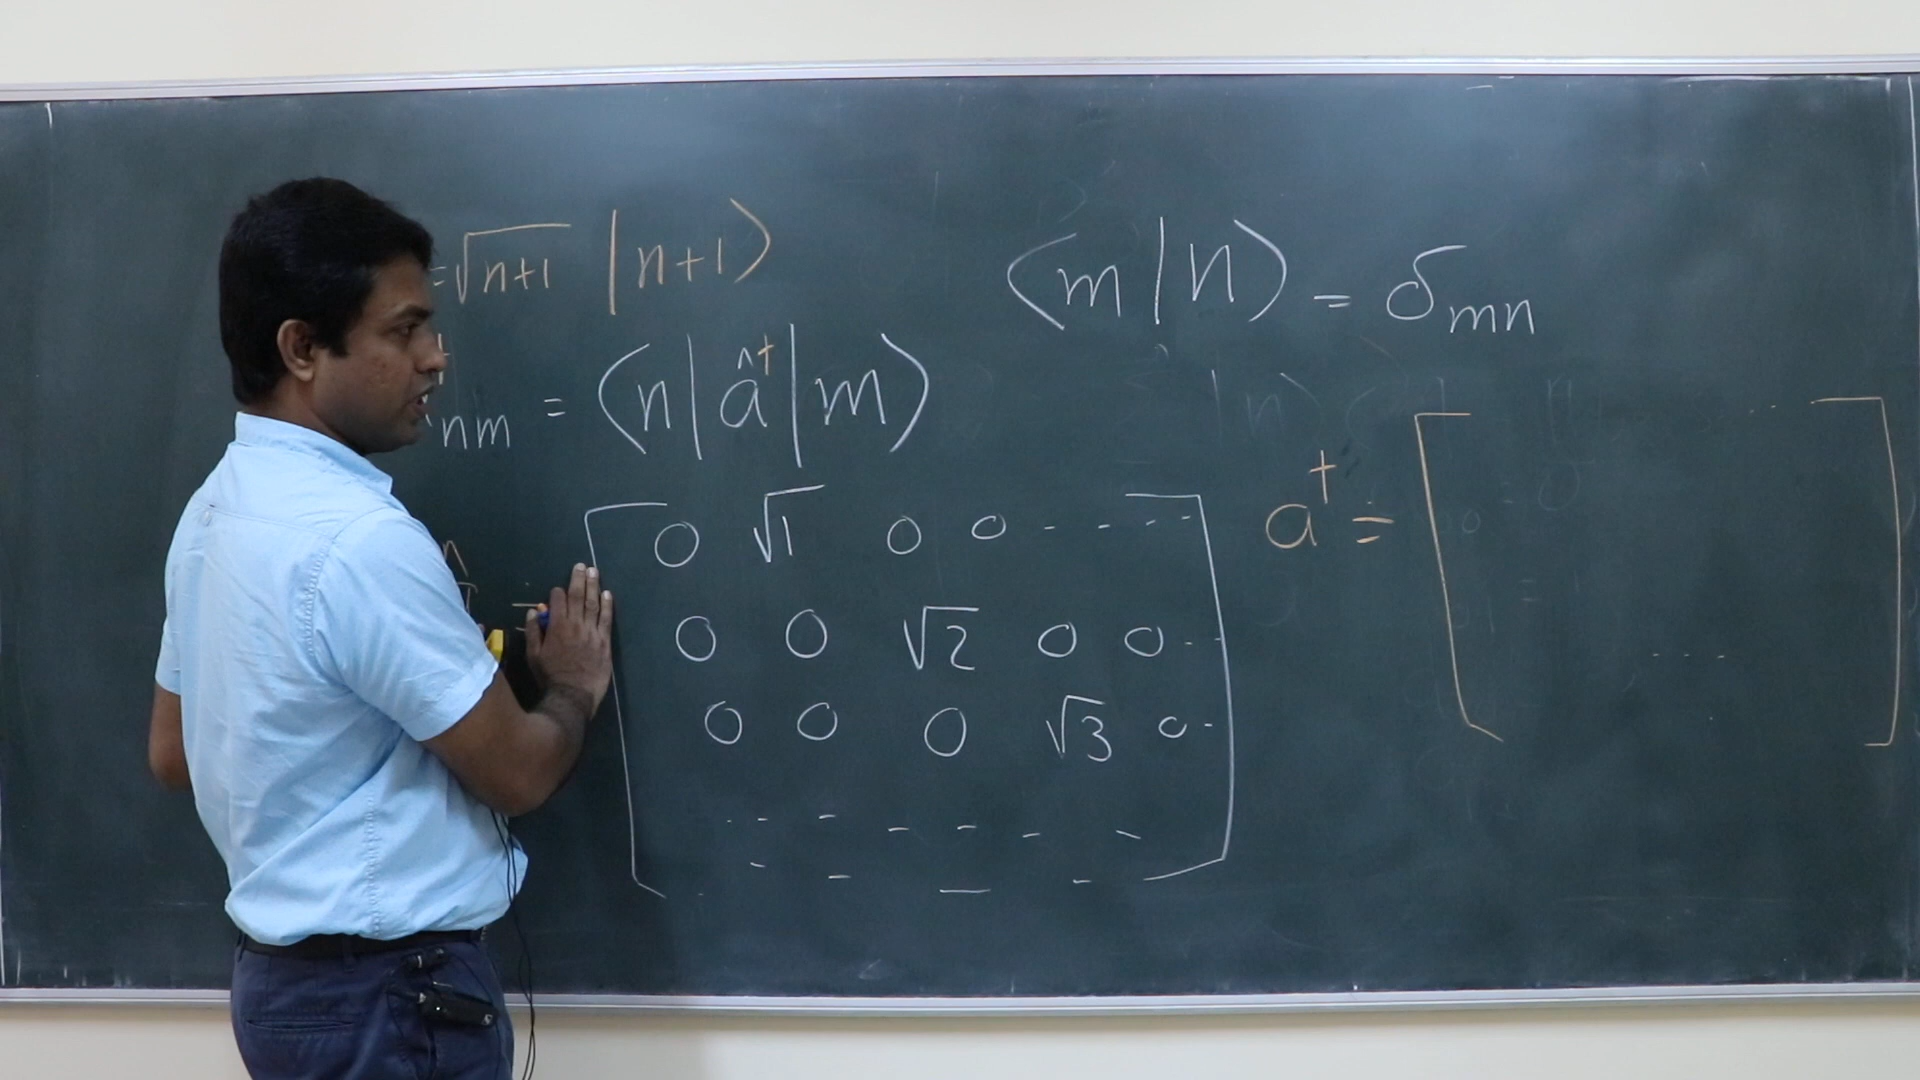 = √n+1 |n+1⟩
⟨m|n⟩ = δmn
nm = ⟨n|â†|m⟩
a† ≐ [ ]
0 √1 0 0 - - - -
0 0 √2 0 0 -
0 0 0 √3 0 -